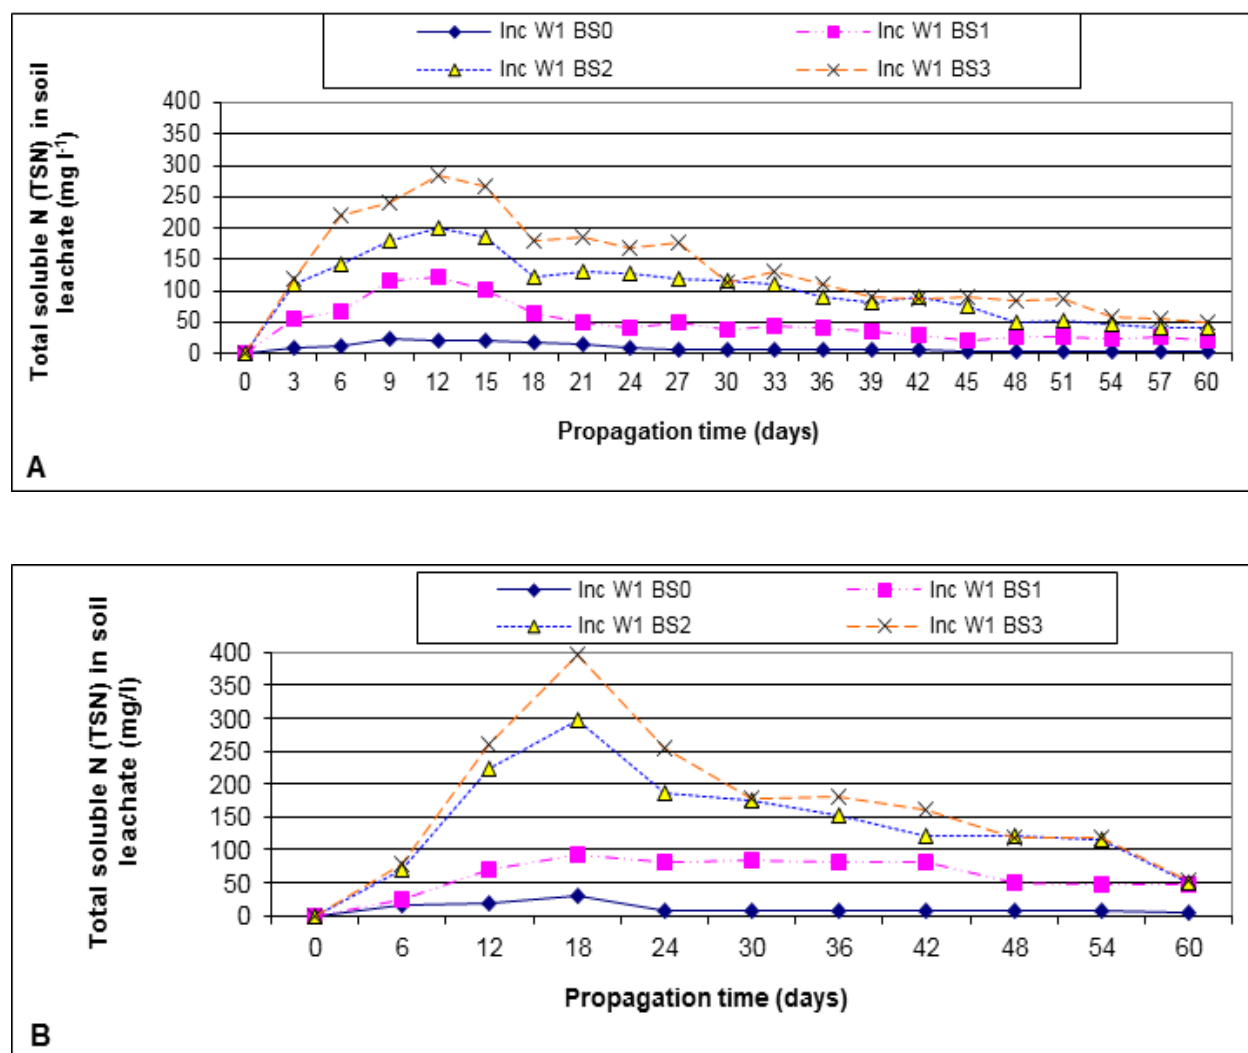 Inc W1 BS0 Inc W1 BS1
Inc W1 BS2 Inc W1 BS3
Total soluble N (TSN) in soil
leachate (mg l-1)
400
350
300
250
200
150
100
50
0
0 3 6 9 12 15 18 21 24 27 30 33 36 39 42 45 48 51 54 57 60
Propagation time (days)
A
Inc W1 BS0 Inc W1 BS1
Inc W1 BS2 Inc W1 BS3
Total soluble N (TSN) in soil
leachate (mg/l)
400
350
300
250
200
150
100
50
0
0 6 12 18 24 30 36 42 48 54 60
Propagation time (days)
B